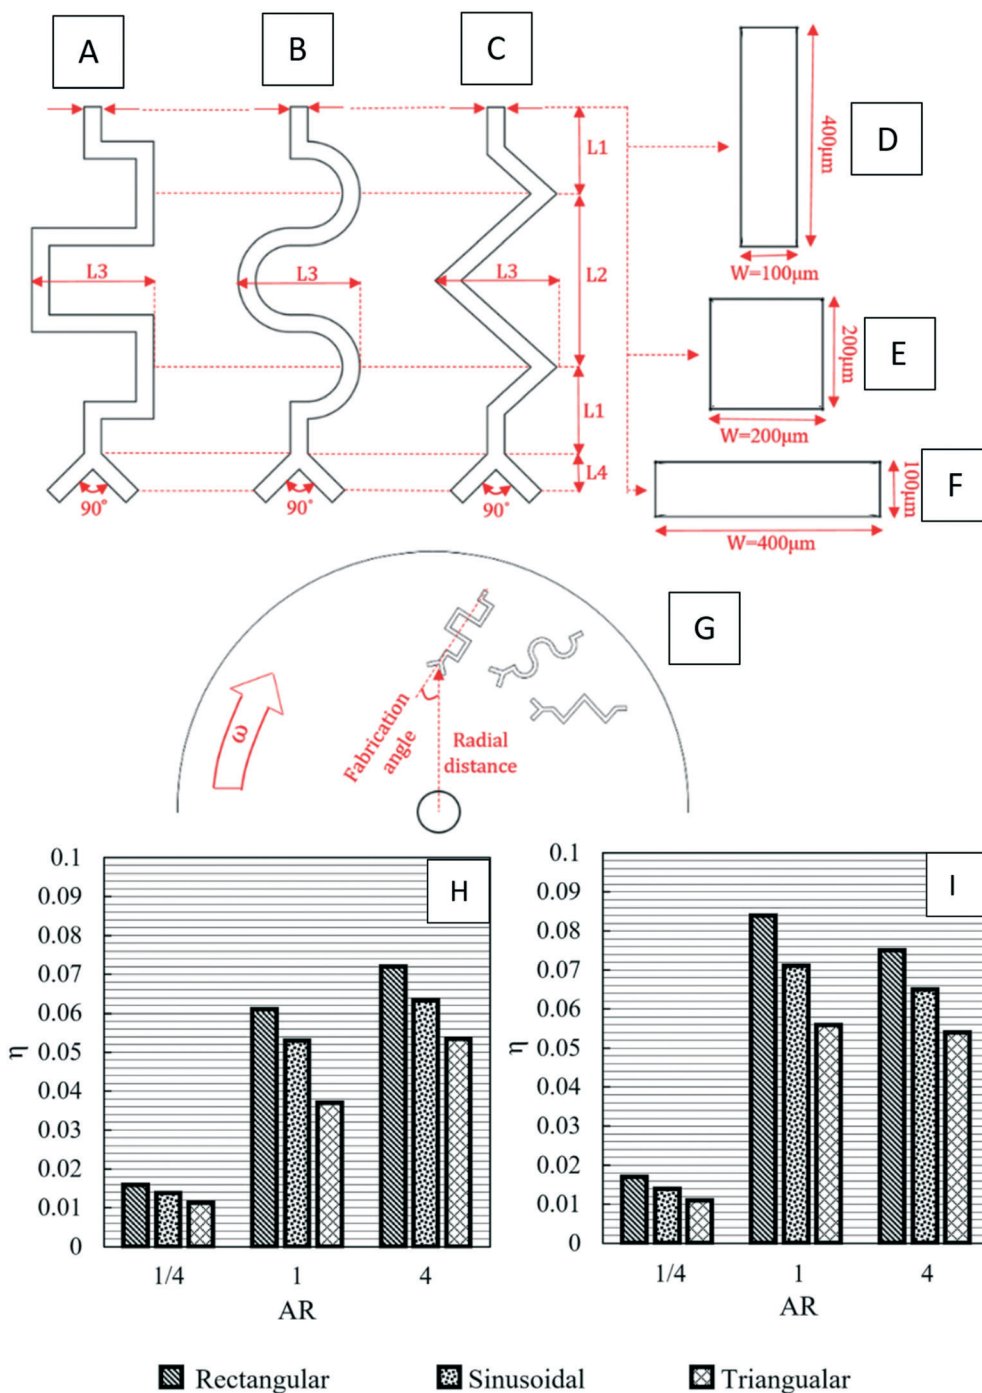 A
B
C
L1
L2
L1
L4
L3
L3
L3
90°
90°
90°
400μm
W=100μm
D
200μm
W=200μm
E
100μm
W=400μm
F
G
ω
Fabrication
angle
Radial
distance
H
0.1
0.09
0.08
0.07
0.06
0.05
0.04
0.03
0.02
0.01
0
η
1/4
1
4
AR
I
0.1
0.09
0.08
0.07
0.06
0.05
0.04
0.03
0.02
0.01
0
η
1/4
1
4
AR
Rectangular
Sinusoidal
Triangualar